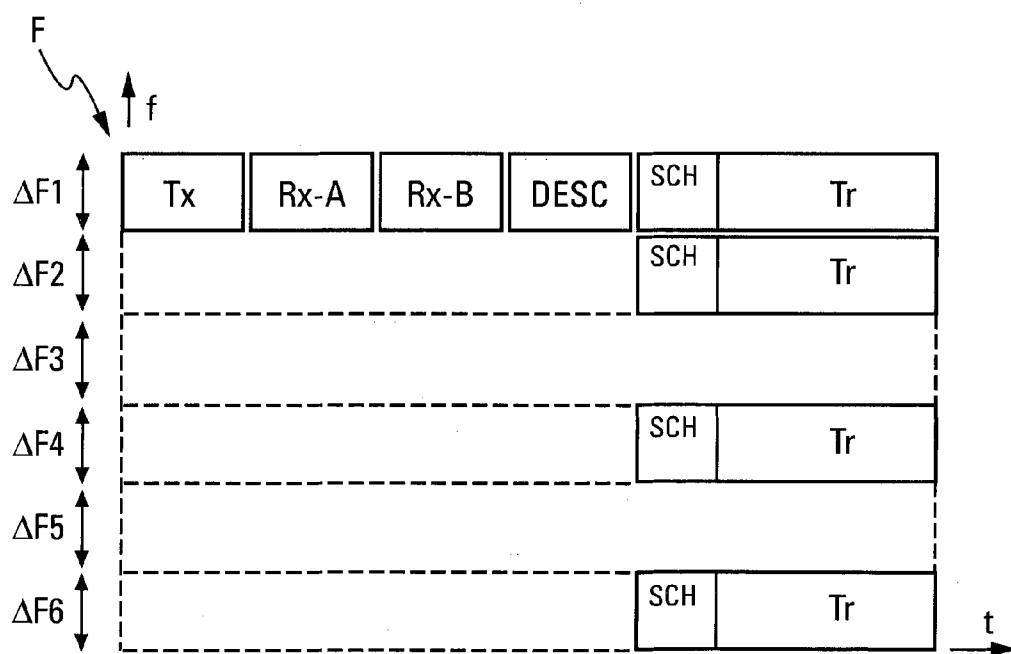 F
f
ΔF1 Tx Rx-A Rx-B DESC SCH Tr
ΔF2 SCH Tr
ΔF3
ΔF4 SCH Tr
ΔF5
ΔF6 SCH Tr
t